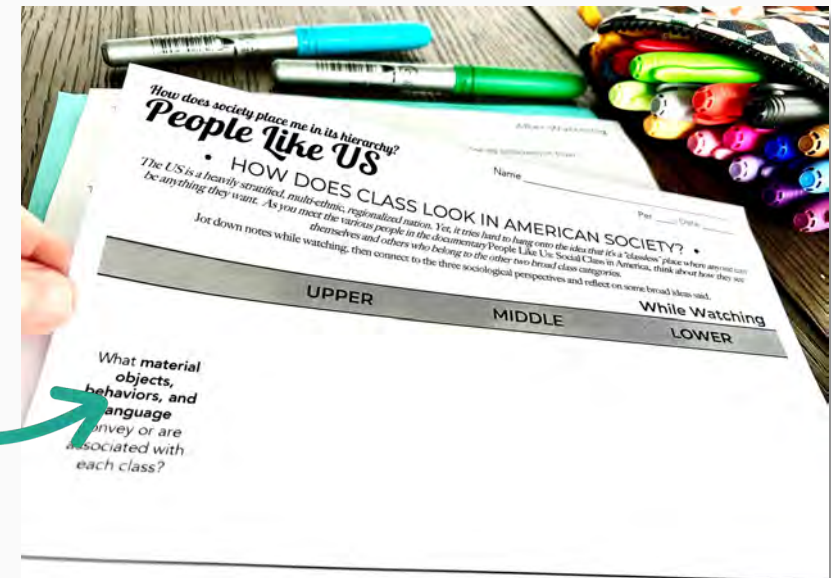 How does society place me in its hierarchy?
People Like US
Name ____ Per ____ Date
• HOW DOES CLASS LOOK IN AMERICAN SOCIETY? •
The US is a heavily stratified, multi-ethnic, regionalized nation. Yet, it tries hard to hang onto the idea that it's a "classless" place where anyone can
be anything they want. As you meet the various people in the documentary People Like Us: Social Class in America, think about how they see
themselves and others who belong to the other two broad class categories.
Jot down notes while watching, then connect to the three sociological perspectives and reflect on some broad ideas said.
While Watching
UPPER MIDDLE LOWER
What material
objects,
behaviors, and
anguage
onvey or are
associated with
each class?